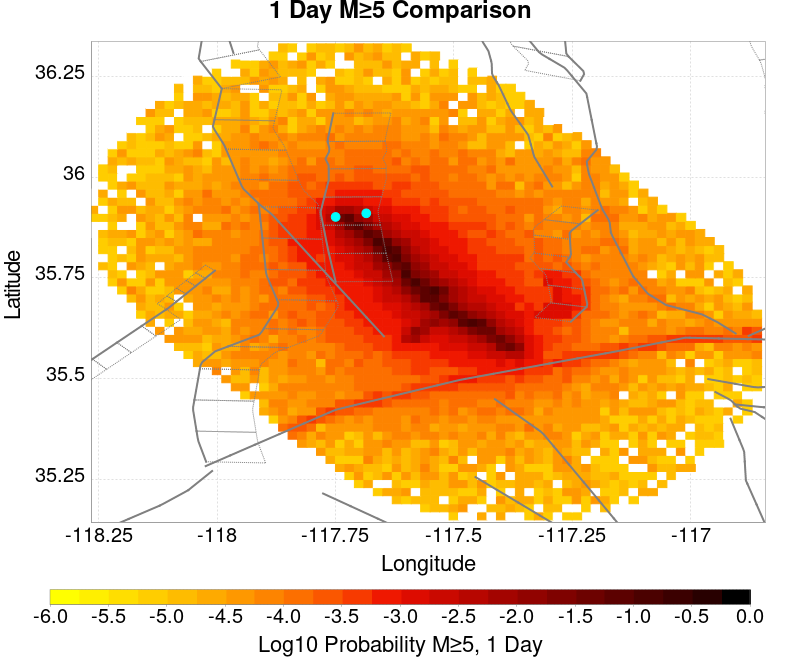 1 Day M≥5 Comparison
36.25
36
35.75
35.5
35.25
Latitude
-118.25 -118 -117.75 -117.5 -117.25 -117
Longitude
-6.0 -5.5 -5.0 -4.5 -4.0 -3.5 -3.0 -2.5 -2.0 -1.5 -1.0 -0.5 0.0
Log10 Probability M≥5, 1 Day